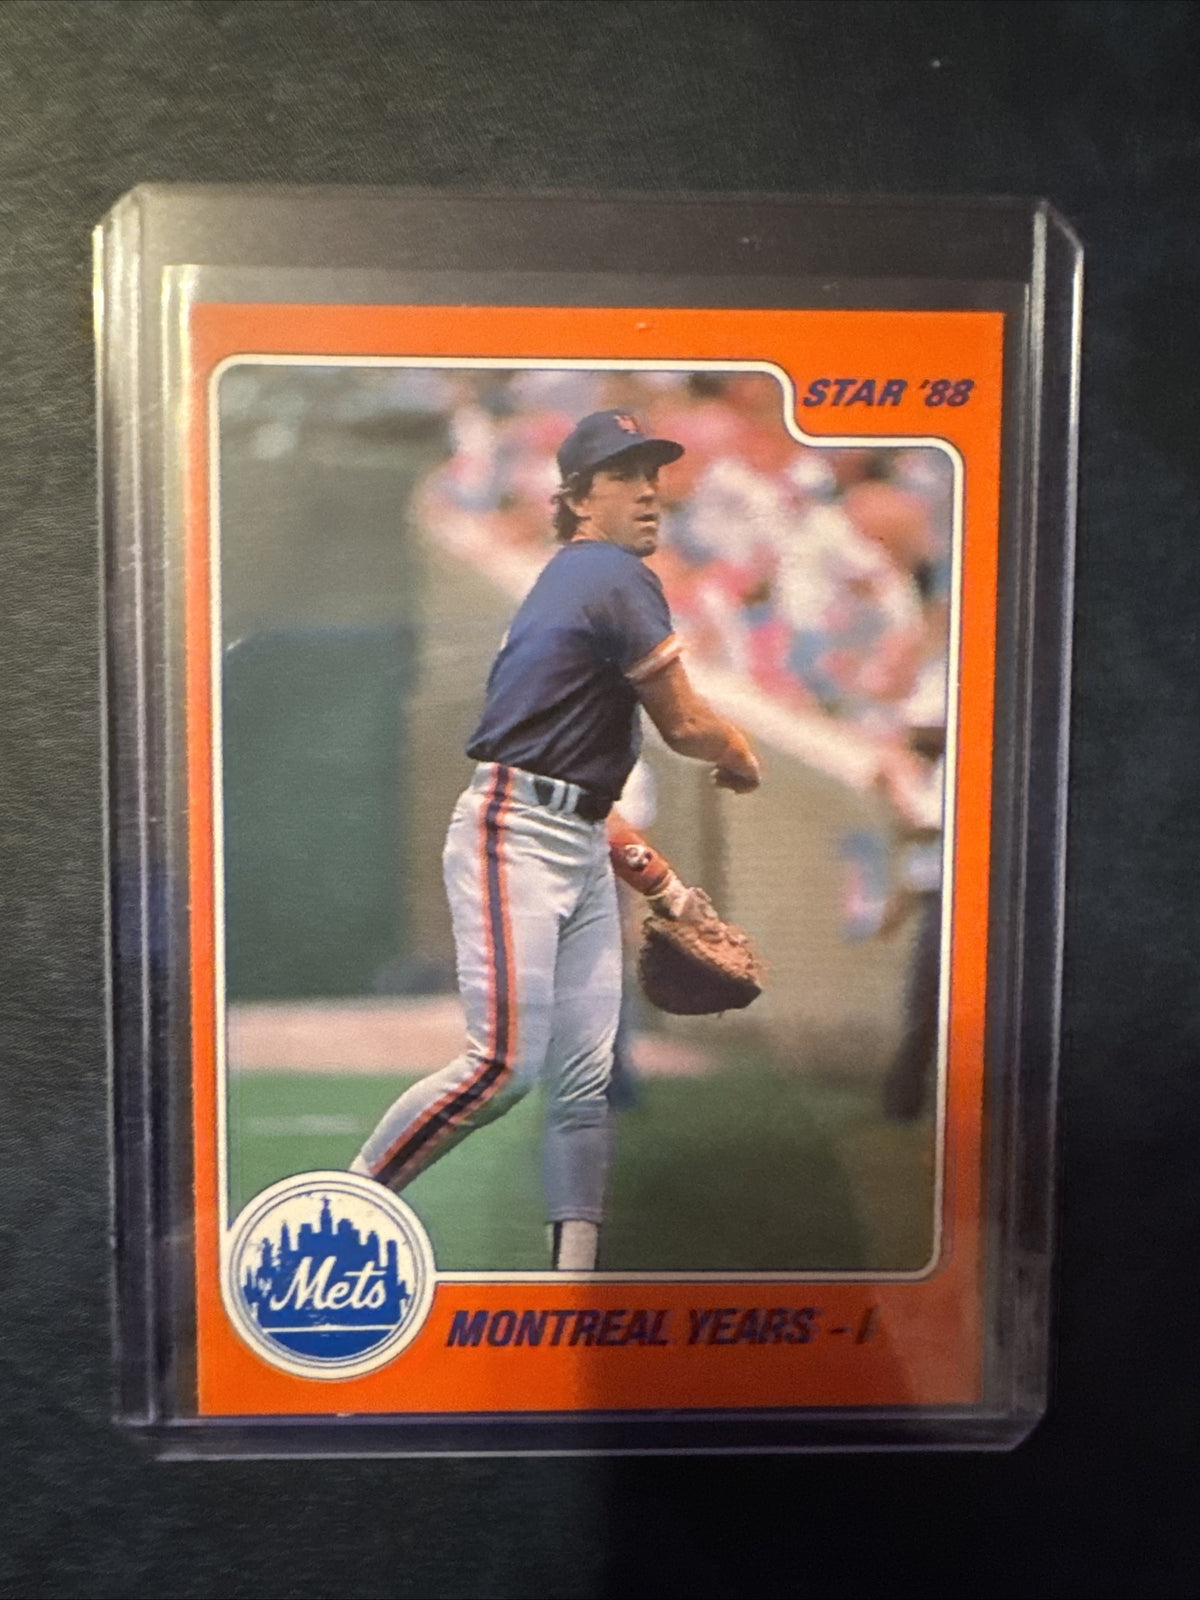 STAR '88
Mets
MONTREAL YEARS - I